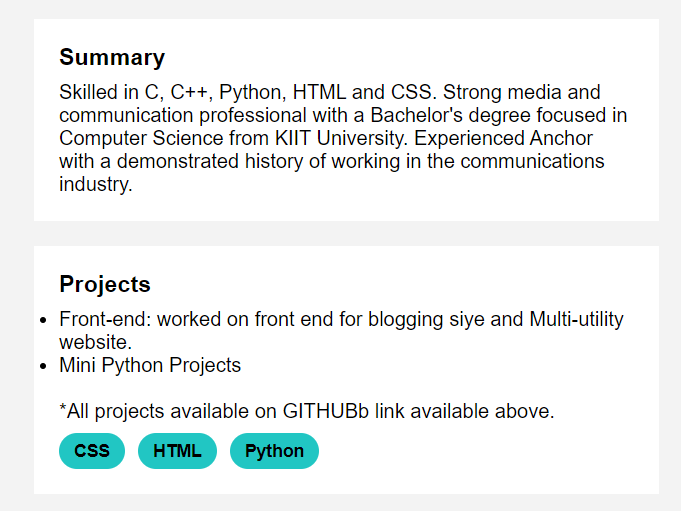 Summary
Skilled in C, C++, Python, HTML and CSS. Strong media and
communication professional with a Bachelor's degree focused in
Computer Science from KIIT University. Experienced Anchor
with a demonstrated history of working in the communications
industry.
Projects
• Front-end: worked on front end for blogging siye and Multi-utility
website.
• Mini Python Projects
*All projects available on GITHUBb link available above.
CSS HTML Python